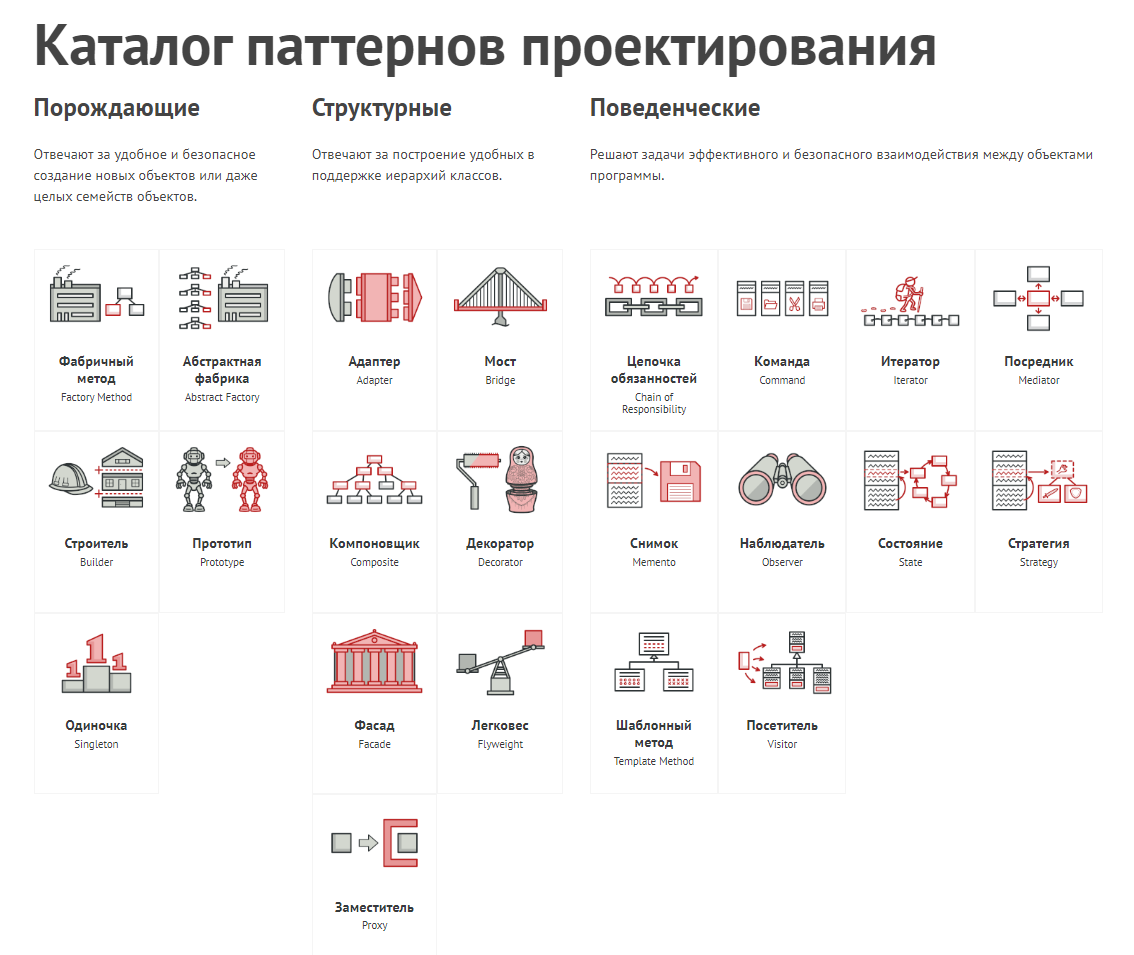 Каталог паттернов проектирования
Порождающие
Отвечают за удобное и безопасное
создание новых объектов или даже
целых семейств объектов.
Фабричный
метод
Factory Method
Абстрактная
фабрика
Abstract Factory
Строитель
Builder
Прототип
Prototype
1
1
1
Одиночка
Singleton
Структурные
Отвечают за построение удобных в
поддержке иерархий классов.
Адаптер
Adapter
Мост
Bridge
Компоновщик
Composite
Декоратор
Decorator
Фасад
Facade
Легковес
Flyweight
Заместитель
Proxy
Поведенческие
Решают задачи эффективного и безопасного взаимодействия между объектами
программы.
Цепочка
обязанностей
Chain of
Responsibility
Команда
Command
Итератор
Iterator
Посредник
Mediator
Снимок
Memento
Наблюдатель
Observer
Состояние
State
Стратегия
Strategy
Шаблонный
метод
Template Method
Посетитель
Visitor